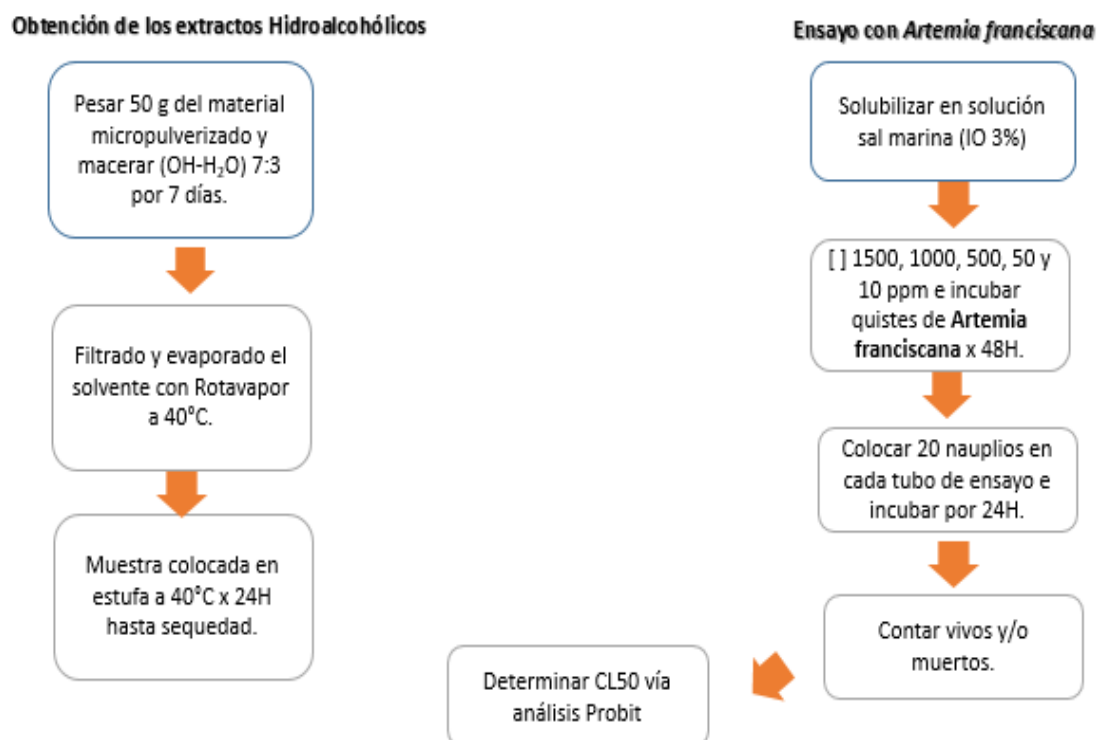 Obtención de los extractos Hidroalcohólicos
Pesar 50 g del material
micropulverizado y
macerar (OH-H₂O) 7:3
por 7 días.
Filtrado y evaporado el
solvente con Rotavapor
a 40°C.
Muestra colocada en
estufa a 40°C x 24H
hasta sequedad.
Ensayo con Artemia franciscana
Solubilizar en solución
sal marina (IO 3%)
[ ] 1500, 1000, 500, 50 y
10 ppm e incubar
quistes de Artemia
franciscana x 48H.
Colocar 20 nauplios en
cada tubo de ensayo e
incubar por 24H.
Contar vivos y/o
muertos.
Determinar CL50 vía
análisis Probit